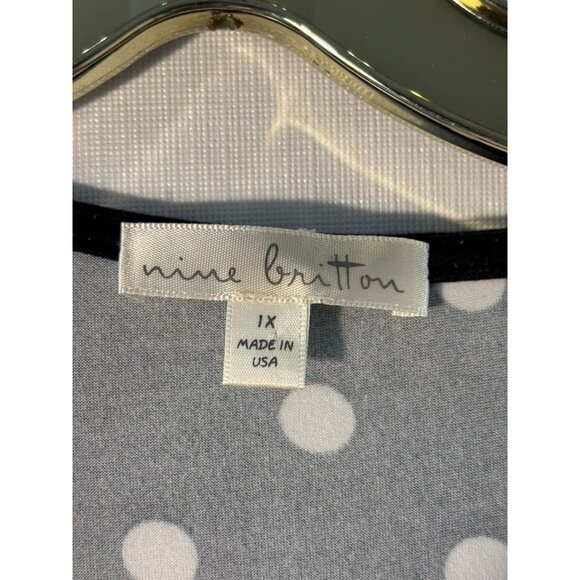 nine britton
1X
MADE IN
USA